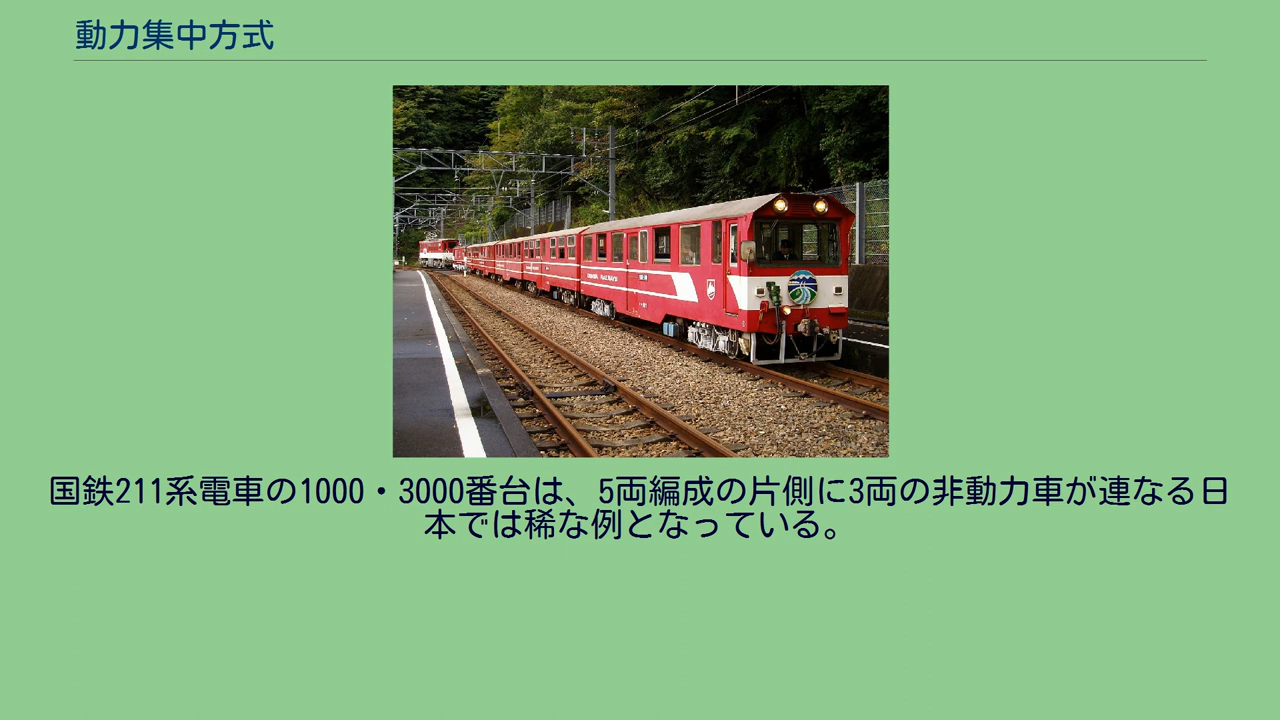 動力集中方式
国鉄211系電車の1000・3000番台は、5両編成の片側に3両の非動力車が連なる日
本では稀な例となっている。